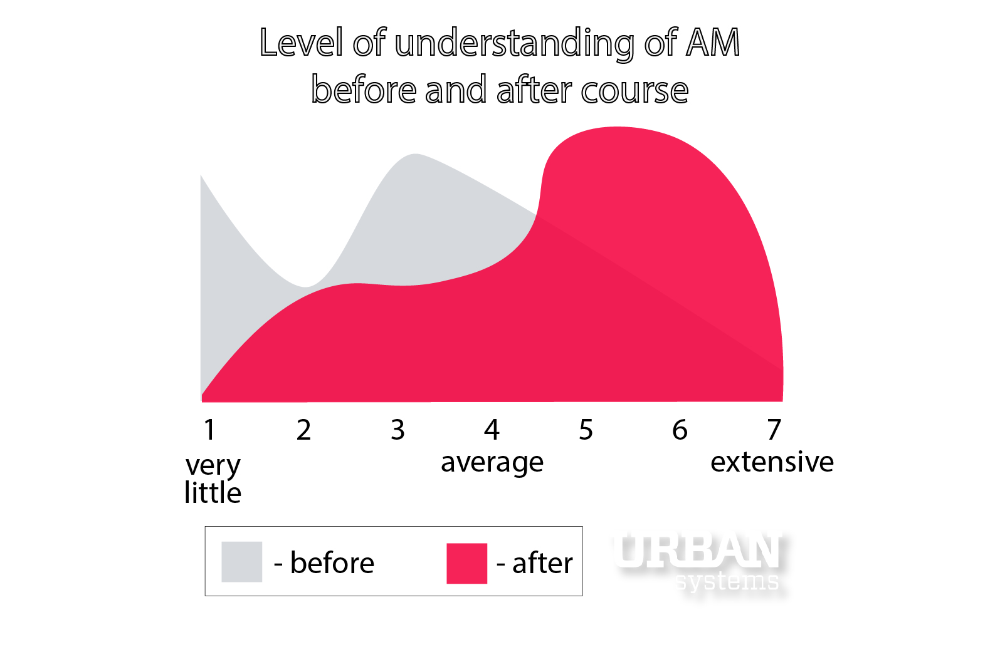 Level of understanding of AM
before and after course
1 2 3 4 5 6 7
very average extensive
little
- before - after
URBAN
systems